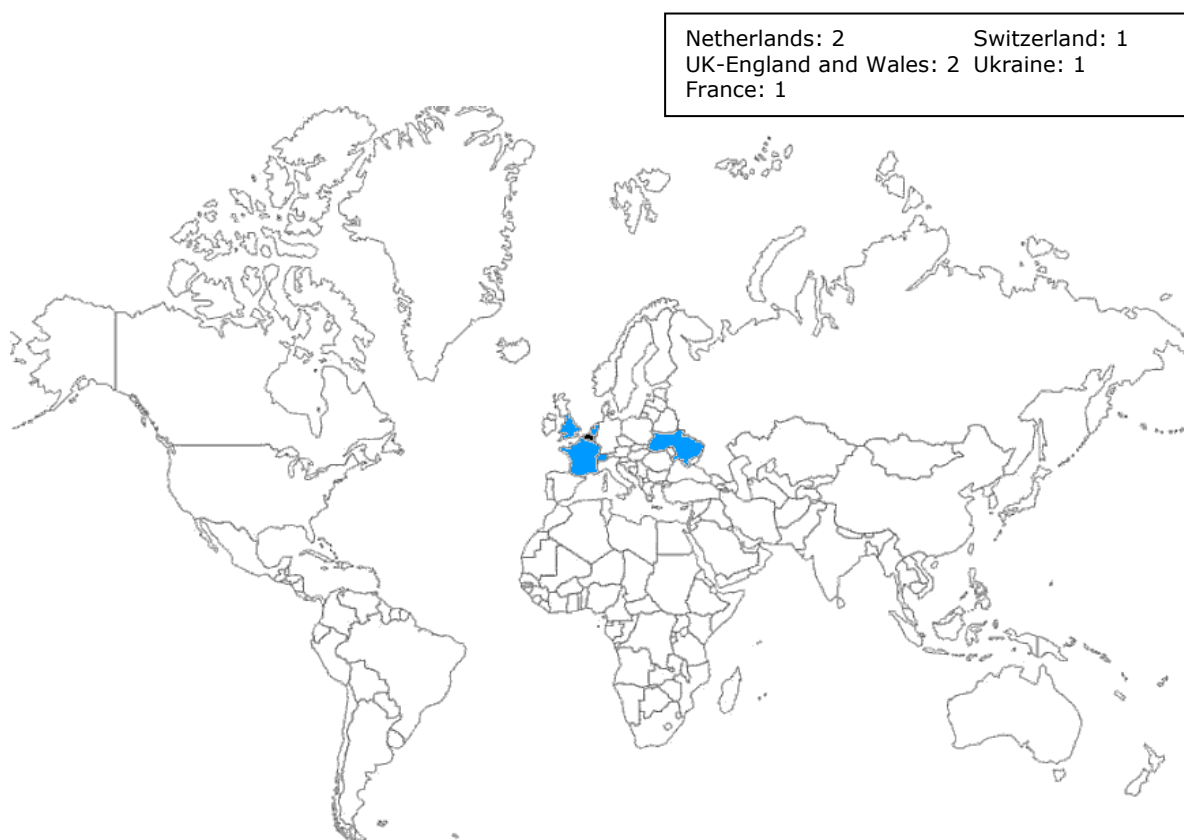 Netherlands: 2 Switzerland: 1
UK-England and Wales: 2 Ukraine: 1
France: 1